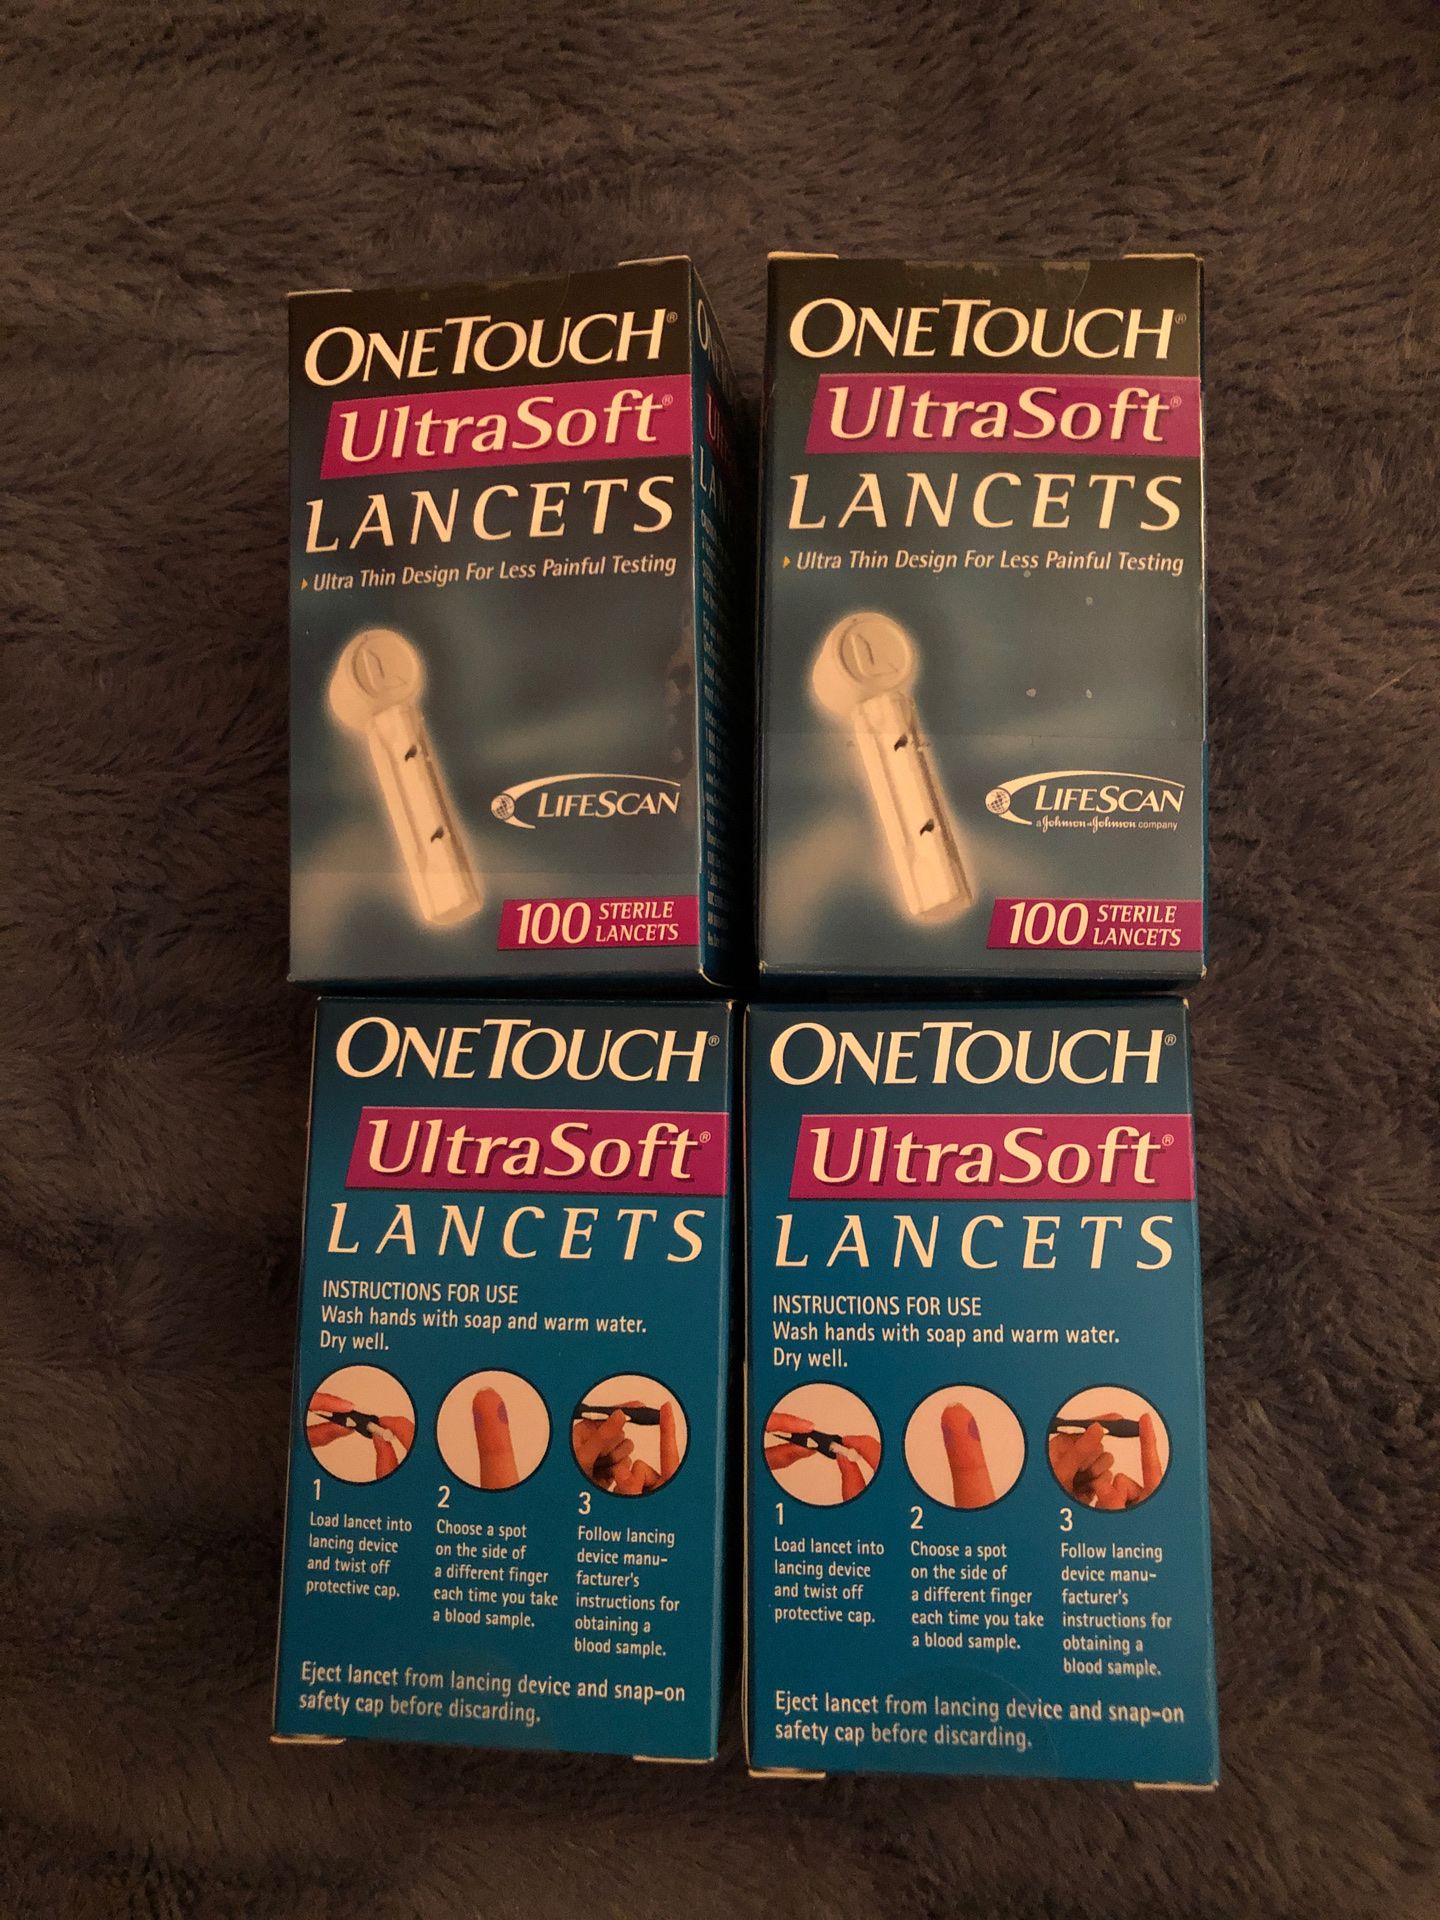 ONETOUCH®
UltraSoft®
LANCETS
Ultra Thin Design For Less Painful Testing
LIFESCAN
100 STERILE
LANCETS
ONETOUCH®
UltraSoft®
LANCETS
Ultra Thin Design For Less Painful Testing
LIFESCAN
a Johnson & Johnson company
100 STERILE
LANCETS
ONETOUCH®
UltraSoft®
LANCETS
INSTRUCTIONS FOR USE
Wash hands with soap and warm water.
Dry well.
1
Load lancet into
lancing device
and twist off
protective cap.
2
Choose a spot
on the side of
a different finger
each time you take
a blood sample.
3
Follow lancing
device manu-
facturer's
instructions for
obtaining a
blood sample.
Eject lancet from lancing device and snap-on
safety cap before discarding.
ONETOUCH®
UltraSoft®
LANCETS
INSTRUCTIONS FOR USE
Wash hands with soap and warm water.
Dry well.
1
Load lancet into
lancing device
and twist off
protective cap.
2
Choose a spot
on the side of
a different finger
each time you take
a blood sample.
3
Follow lancing
device manu-
facturer's
instructions for
obtaining a
blood sample.
Eject lancet from lancing device and snap-on
safety cap before discarding.